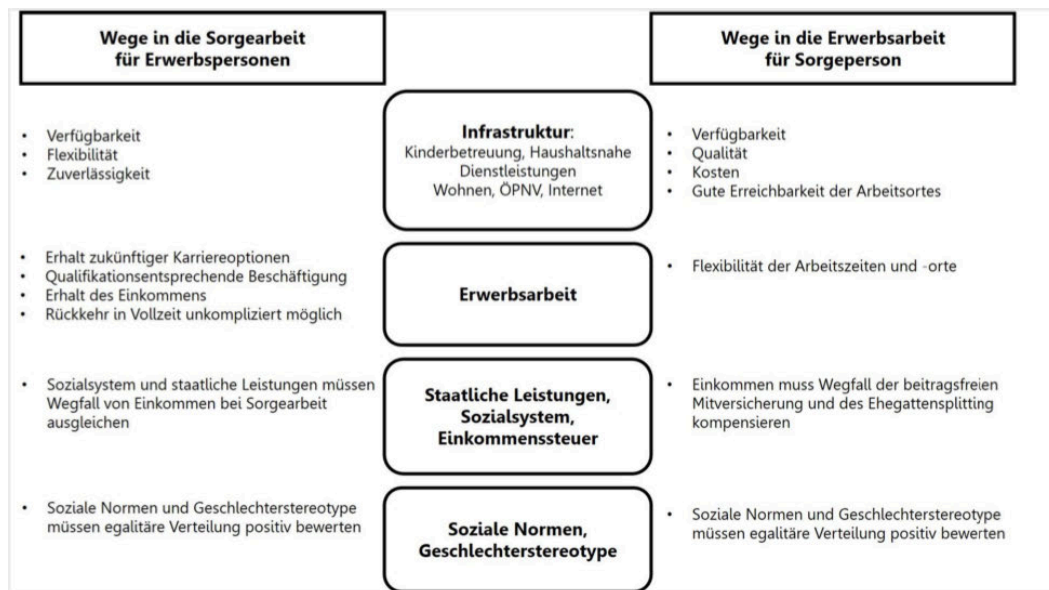 Wege in die Sorgearbeit
für Erwerbspersonen
Wege in die Erwerbsarbeit
für Sorgeperson
• Verfügbarkeit
• Flexibilität
• Zuverlässigkeit
Infrastruktur:
Kinderbetreuung, Haushaltsnahe
Dienstleistungen
Wohnen, ÖPNV, Internet
• Verfügbarkeit
• Qualität
• Kosten
• Gute Erreichbarkeit der Arbeitsortes
• Erhalt zukünftiger Karriereoptionen
• Qualifikationsentsprechende Beschäftigung
• Erhalt des Einkommens
• Rückkehr in Vollzeit unkompliziert möglich
Erwerbsarbeit
• Flexibilität der Arbeitszeiten und -orte
• Sozialsystem und staatliche Leistungen müssen
Wegfall von Einkommen bei Sorgearbeit
ausgleichen
Staatliche Leistungen,
Sozialsystem,
Einkommenssteuer
• Einkommen muss Wegfall der beitragsfreien
Mitversicherung und des Ehegattensplitting
kompensieren
• Soziale Normen und Geschlechterstereotype
müssen egalitäre Verteilung positiv bewerten
Soziale Normen,
Geschlechterstereotype
• Soziale Normen und Geschlechterstereotype
müssen egalitäre Verteilung positiv bewerten